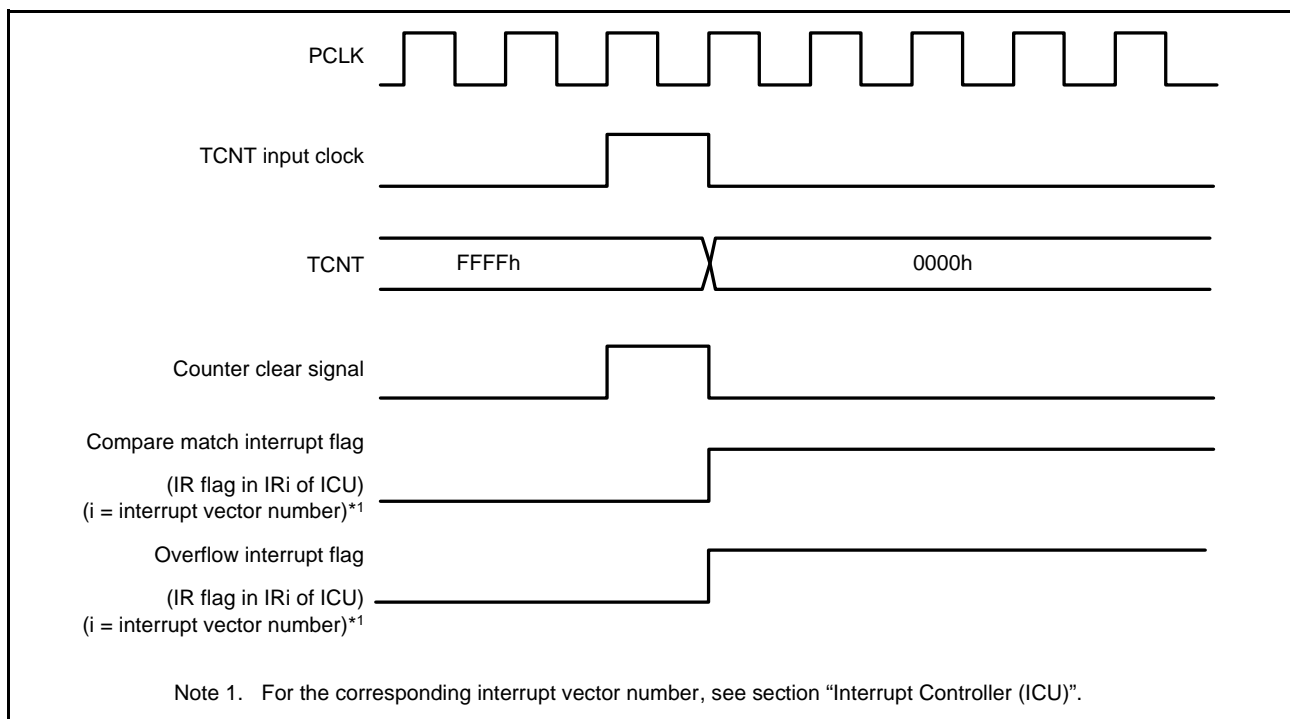 PCLK
TCNT input clock
TCNT
FFFFh
0000h
Counter clear signal
Compare match interrupt flag
(IR flag in IRi of ICU)
(i = interrupt vector number)*1
Overflow interrupt flag
(IR flag in IRi of ICU)
(i = interrupt vector number)*1
Note 1. For the corresponding interrupt vector number, see section “Interrupt Controller (ICU)”.